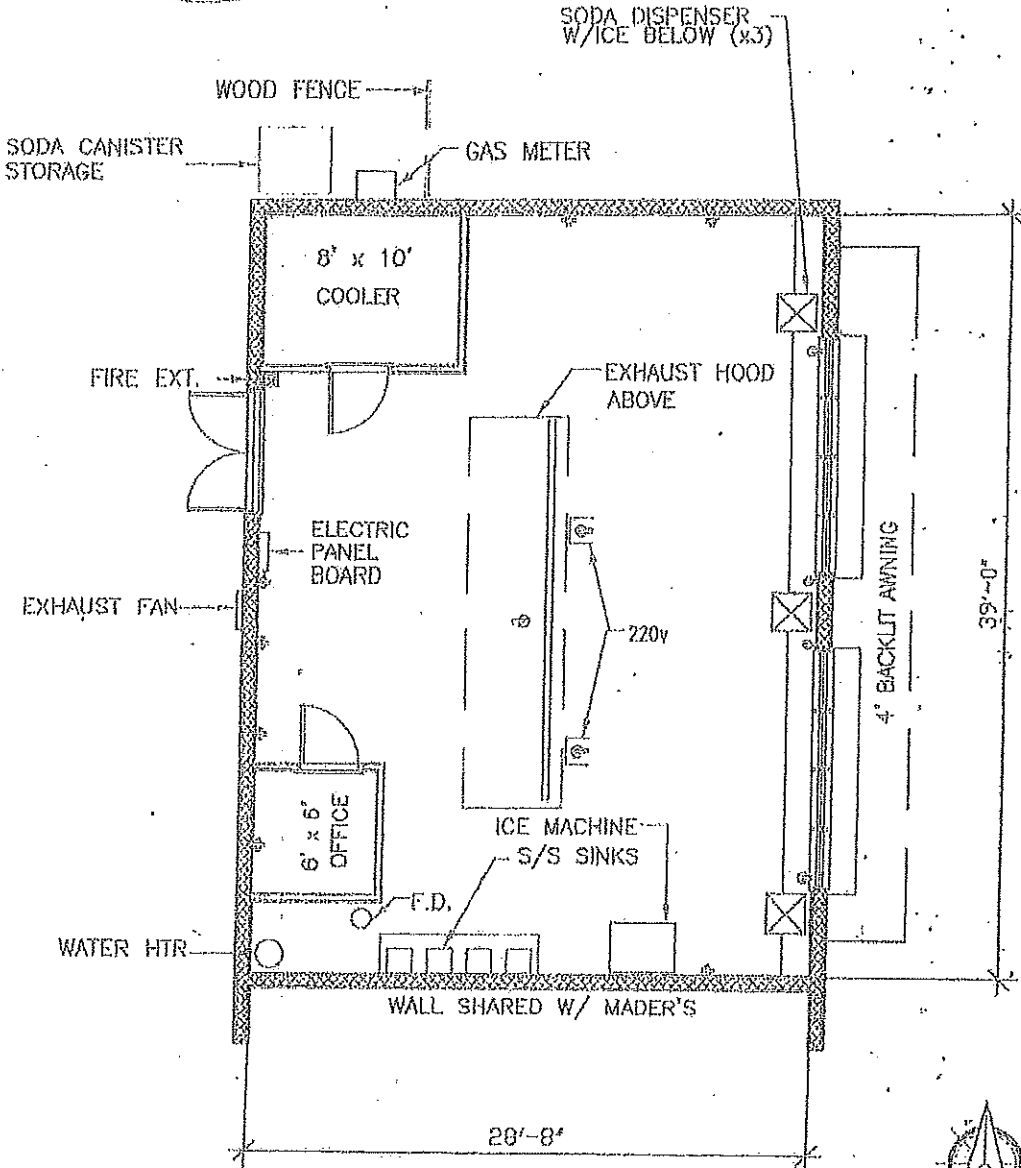 SODA DISPENSER
W/ICE BELOW (x3)
WOOD FENCE
SODA CANISTER
STORAGE
GAS METER
8' x 10'
COOLER
FIRE EXT.
EXHAUST HOOD
ABOVE
ELECTRIC
PANEL
BOARD
EXHAUST FAN
220v
4' BACKLIT AWNING
39'-0"
6' x 6'
OFFICE
ICE MACHINE
S/S SINKS
F.D.
WATER HTR
WALL SHARED W/ MADER'S
28'-8"